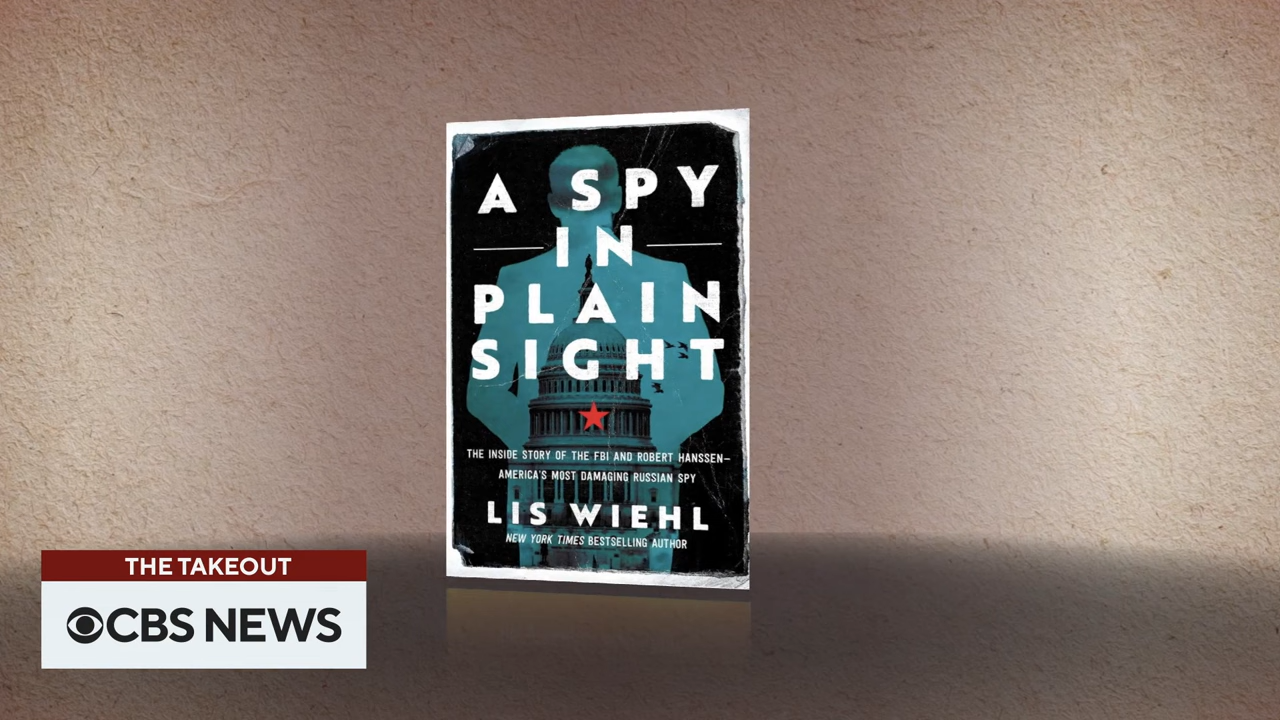 A SPY
IN
PLAIN
SIGHT
THE INSIDE STORY OF THE FBI AND ROBERT HANSSEN–
AMERICA'S MOST DAMAGING RUSSIAN SPY
LIS WIEHL
NEW YORK TIMES BESTSELLING AUTHOR
THE TAKEOUT
CBS NEWS